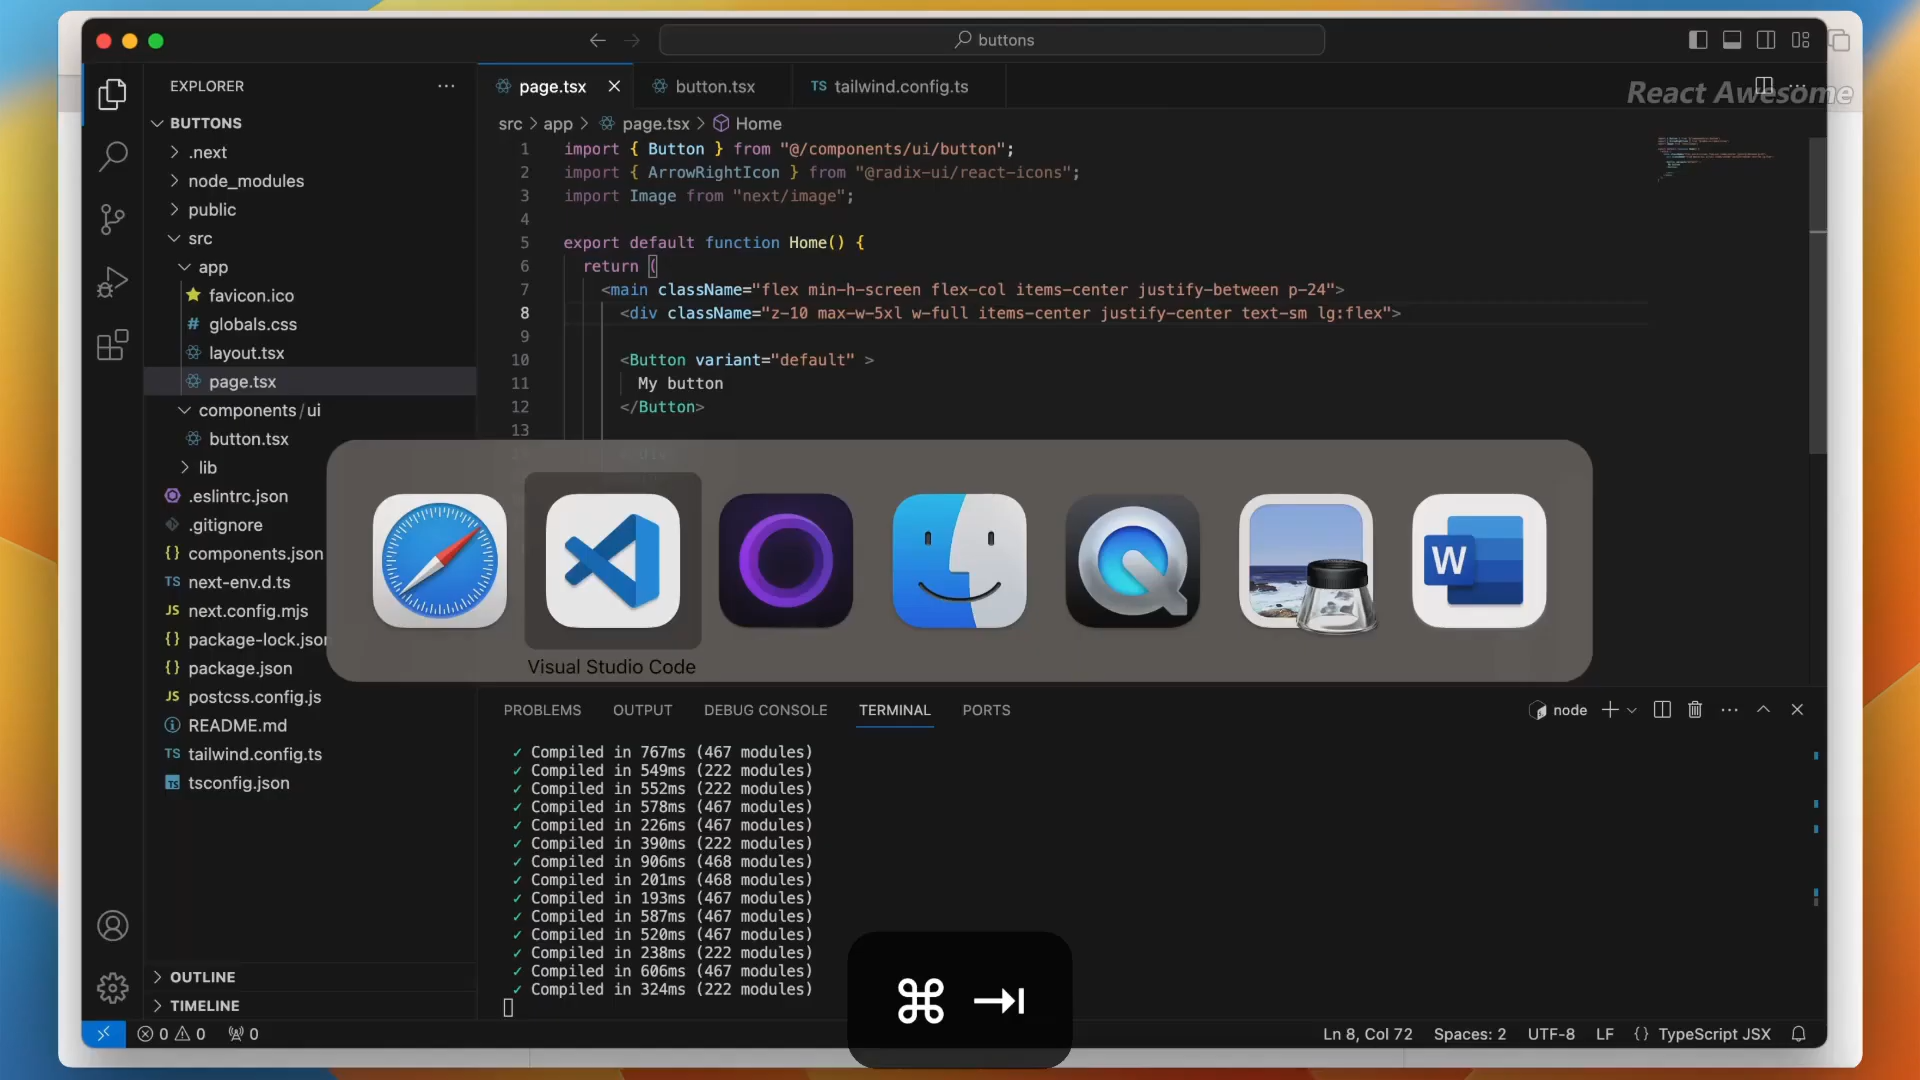 buttons
React Awesome
EXPLORER
BUTTONS
.next
node_modules
public
src
app
favicon.ico
# globals.css
layout.tsx
page.tsx
components/ui
button.tsx
lib
.eslintrc.json
.gitignore
{} components.json
TS next-env.d.ts
JS next.config.mjs
{} package-lock.json
{} package.json
JS postcss.config.js
README.md
TS tailwind.config.ts
TS tsconfig.json
OUTLINE
TIMELINE
page.tsx
button.tsx
TS tailwind.config.ts
src > app > page.tsx > Home
1 import { Button } from "@/components/ui/button";
2 import { ArrowRightIcon } from "@radix-ui/react-icons";
3 import Image from "next/image";
4
5 export default function Home() {
6 return (
7 <main className="flex min-h-screen flex-col items-center justify-between p-24">
8 <div className="z-10 max-w-5xl w-full items-center justify-center text-sm lg:flex">
9
10 <Button variant="default" >
11 My button
12 </Button>
13
W
Visual Studio Code
PROBLEMS
OUTPUT
DEBUG CONSOLE
TERMINAL
PORTS
node
✓ Compiled in 767ms (467 modules)
✓ Compiled in 549ms (222 modules)
✓ Compiled in 552ms (222 modules)
✓ Compiled in 578ms (467 modules)
✓ Compiled in 226ms (467 modules)
✓ Compiled in 390ms (222 modules)
✓ Compiled in 906ms (468 modules)
✓ Compiled in 201ms (468 modules)
✓ Compiled in 193ms (467 modules)
✓ Compiled in 587ms (467 modules)
✓ Compiled in 520ms (467 modules)
✓ Compiled in 238ms (222 modules)
✓ Compiled in 606ms (467 modules)
✓ Compiled in 324ms (222 modules)
⌘ ⇥
0 0 0
Ln 8, Col 72
Spaces: 2
UTF-8
LF
{} TypeScript JSX